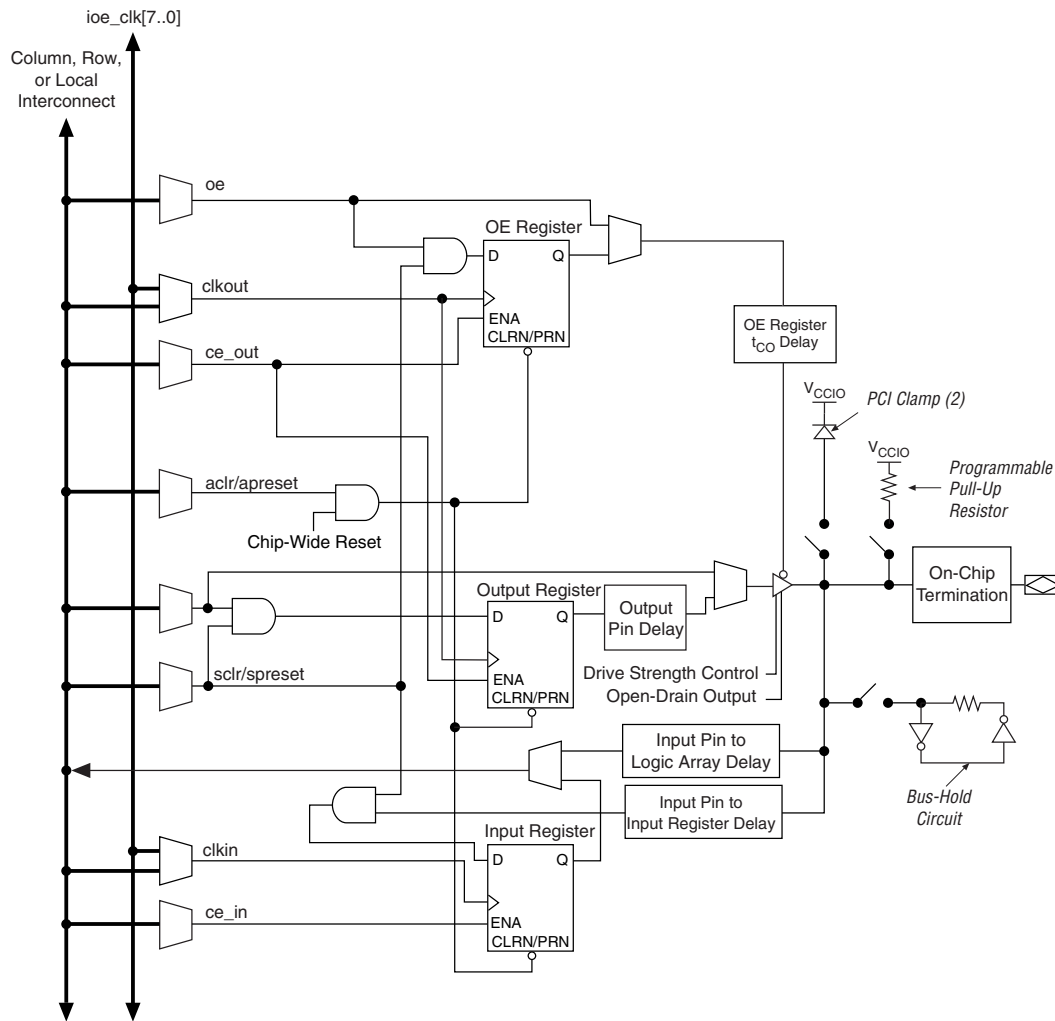 ioe_clk[7..0]
Column, Row,
or Local
Interconnect
oe
OE Register
D
Q
clkout
ENA
CLRN/PRN
OE Register
tCO Delay
ce_out
VCCIO
PCI Clamp (2)
VCCIO
Programmable
Pull-Up
Resistor
aclr/apreset
Chip-Wide Reset
Output Register
D
Q
ENA
CLRN/PRN
Output
Pin Delay
On-Chip
Termination
Drive Strength Control
Open-Drain Output
sclr/spreset
Input Pin to
Logic Array Delay
Input Pin to
Input Register Delay
Bus-Hold
Circuit
Input Register
D
Q
clkin
ENA
CLRN/PRN
ce_in